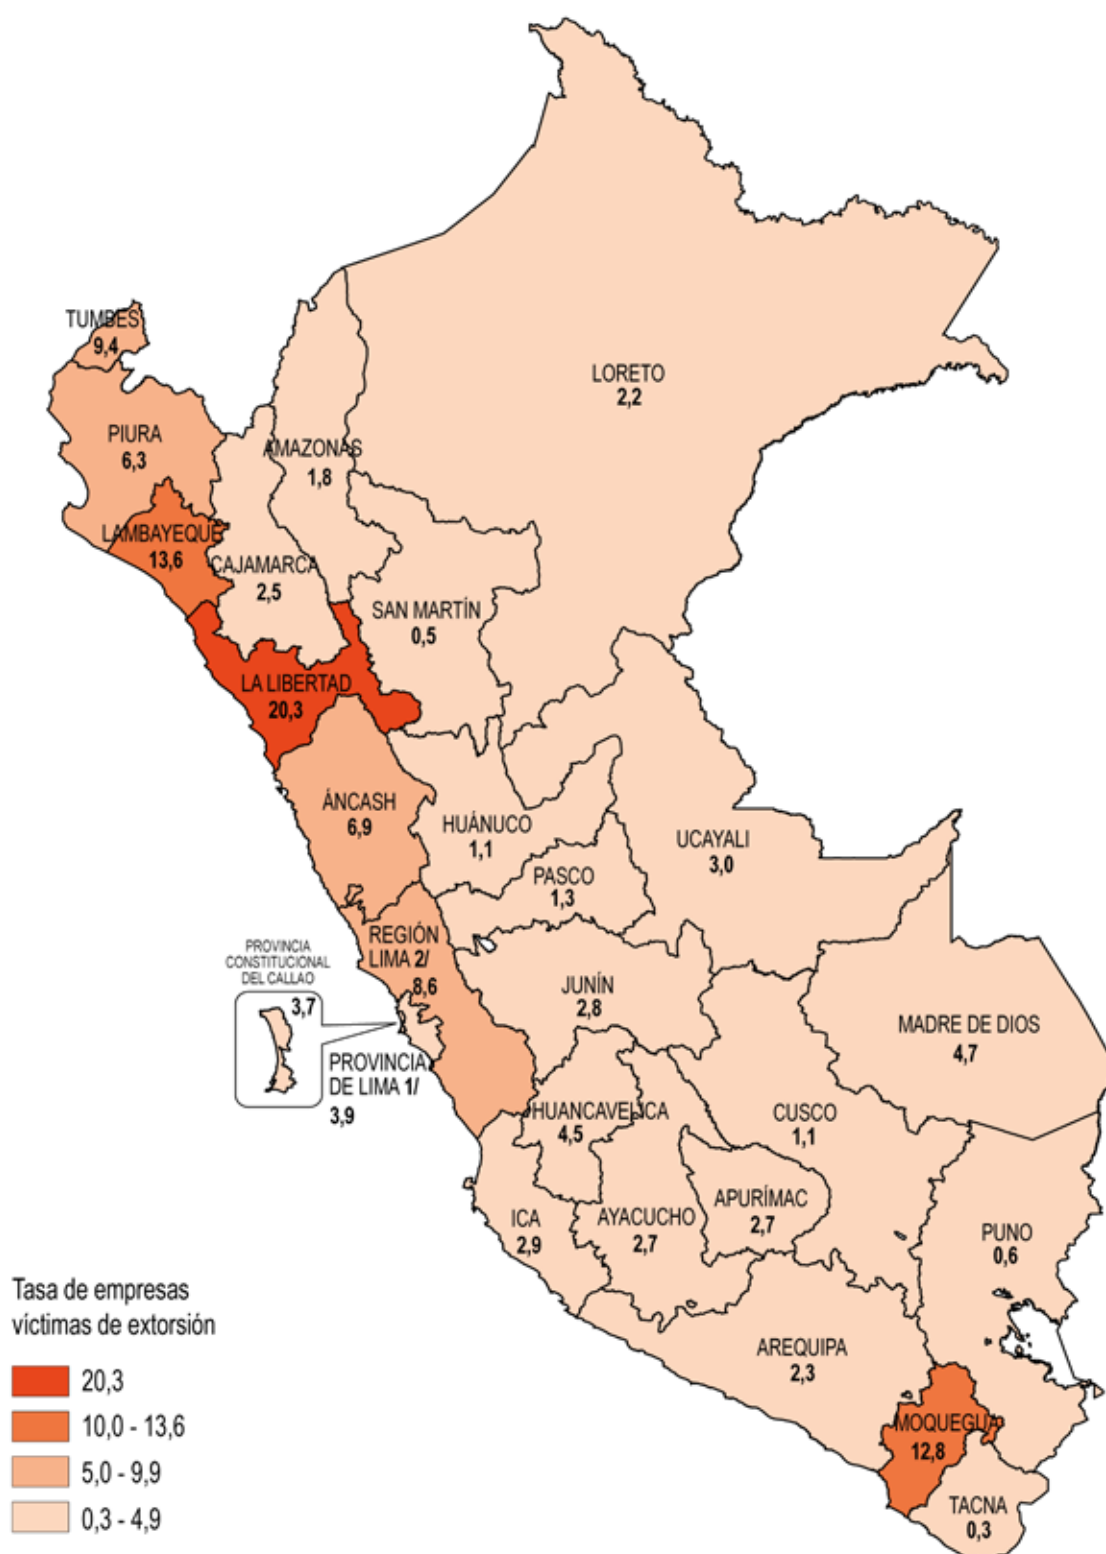 TUMBES
9,4
PIURA
6,3
LAMBAYEQUE
13,6
CAJAMARCA
2,5
AMAZONAS
1,8
LORETO
2,2
SAN MARTÍN
0,5
LA LIBERTAD
20,3
ÁNCASH
6,9
HUÁNUCO
1,1
PASCO
1,3
UCAYALI
3,0
REGIÓN
LIMA 2/
8,6
PROVINCIA
CONSTITUCIONAL
DEL CALLAO
3,7
PROVINCIA
DE LIMA 1/
3,9
JUNÍN
2,8
MADRE DE DIOS
4,7
HUANCAVELICA
4,5
CUSCO
1,1
ICA
2,9
AYACUCHO
2,7
APURÍMAC
2,7
PUNO
0,6
AREQUIPA
2,3
MOQUEGUA
12,8
TACNA
0,3
Tasa de empresas
víctimas de extorsión
20,3
10,0 - 13,6
5,0 - 9,9
0,3 - 4,9